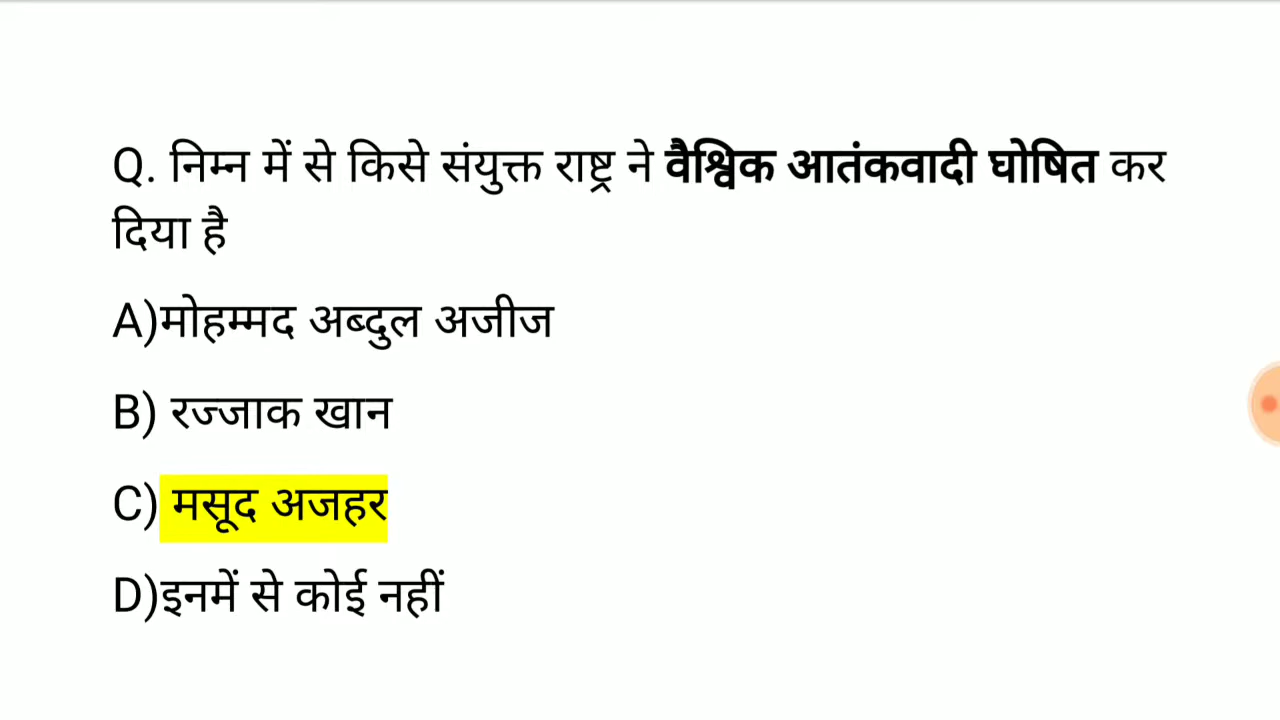 Q. निम्न में से किसे संयुक्त राष्ट्र ने वैश्विक आतंकवादी घोषित कर
दिया है
A)मोहम्मद अब्दुल अजीज
B) रज्जाक खान
C) मसूद अजहर
D)इनमें से कोई नहीं